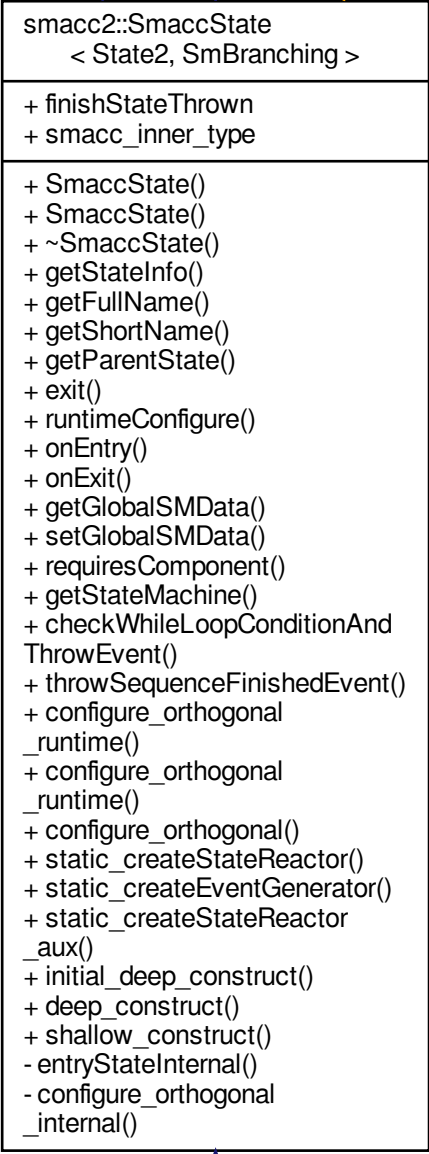 smacc2::SmaccState
< State2, SmBranching >
+ finishStateThrown
+ smacc_inner_type
+ SmaccState()
+ SmaccState()
+ ~SmaccState()
+ getStateInfo()
+ getFullName()
+ getShortName()
+ getParentState()
+ exit()
+ runtimeConfigure()
+ onEntry()
+ onExit()
+ getGlobalSMData()
+ setGlobalSMData()
+ requiresComponent()
+ getStateMachine()
+ checkWhileLoopConditionAnd
ThrowEvent()
+ throwSequenceFinishedEvent()
+ configure_orthogonal
_runtime()
+ configure_orthogonal
_runtime()
+ configure_orthogonal()
+ static_createStateReactor()
+ static_createEventGenerator()
+ static_createStateReactor
_aux()
+ initial_deep_construct()
+ deep_construct()
+ shallow_construct()
- entryStateInternal()
- configure_orthogonal
_internal()